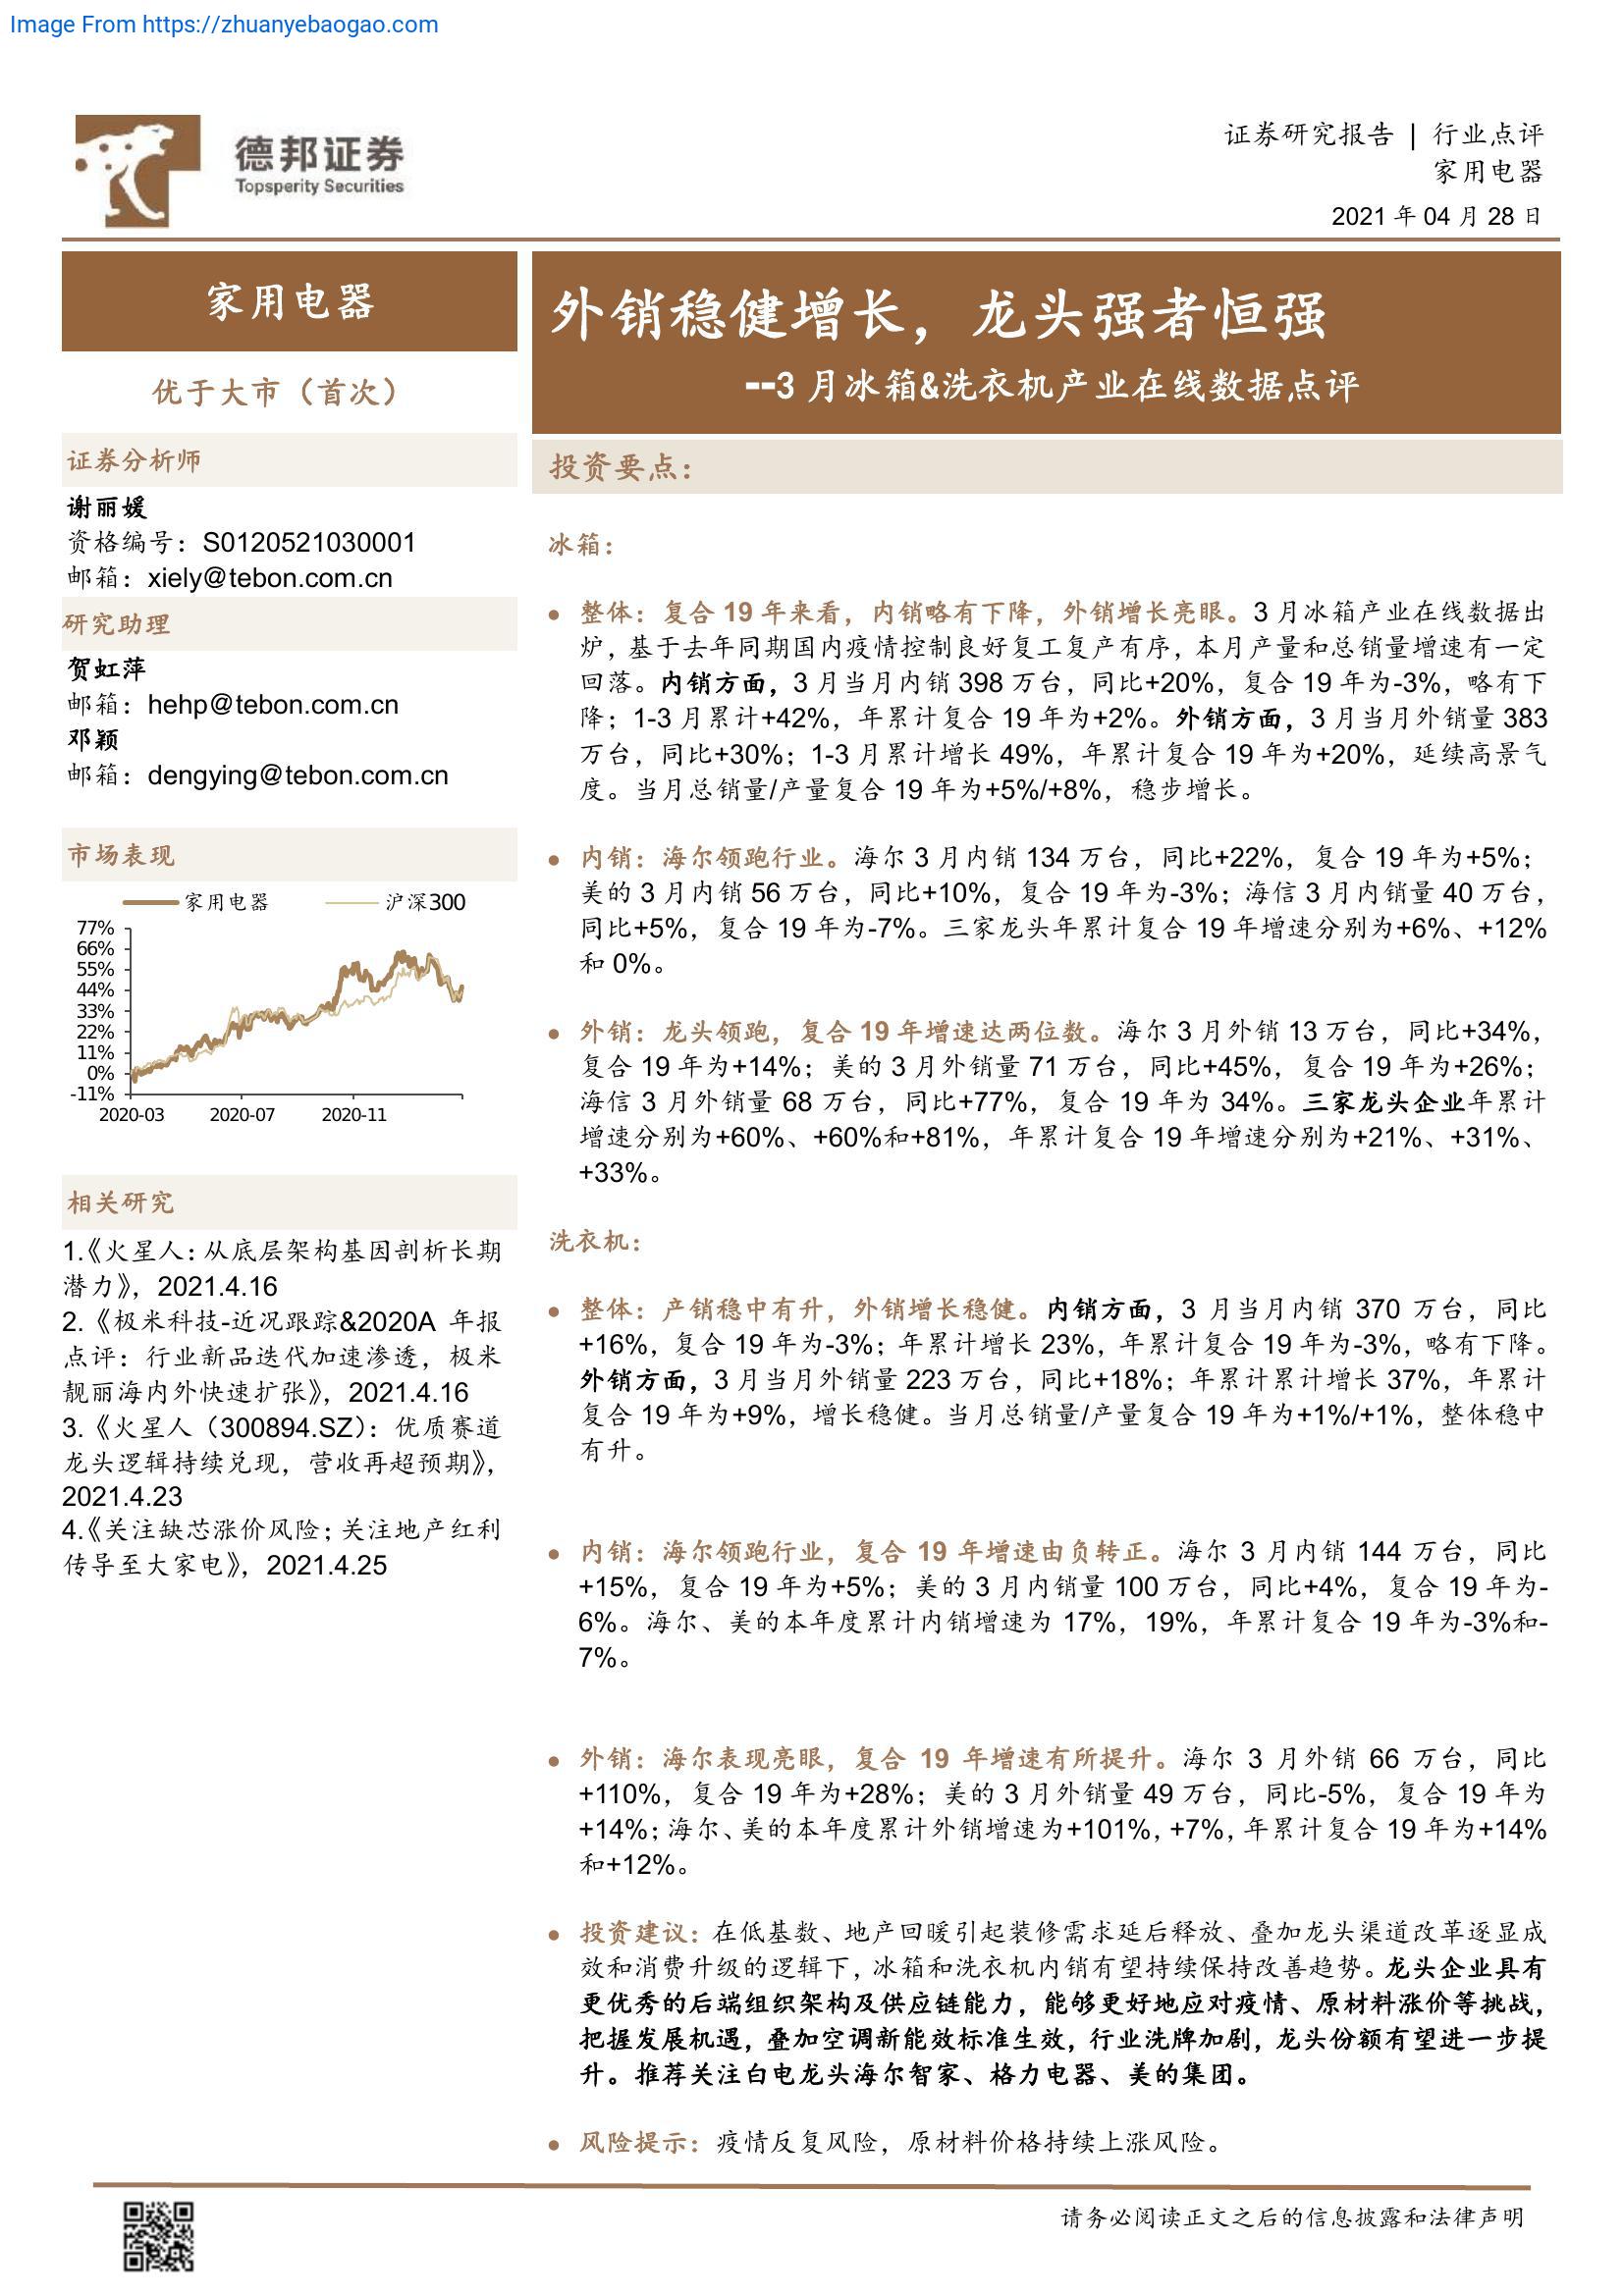 Image From https://zhuanyebaogao.com
德邦证券
Topsperity Securities
证券研究报告 | 行业点评
家用电器
2021 年 04 月 28 日
家用电器
优于大市（首次）
证券分析师
谢丽媛
资格编号：S0120521030001
邮箱：xiely@tebon.com.cn
研究助理
贺虹萍
邮箱：hehp@tebon.com.cn
邓颖
邮箱：dengying@tebon.com.cn
市场表现
家用电器 沪深300
77%
66%
55%
44%
33%
22%
11%
0%
-11%
2020-03 2020-07 2020-11
相关研究
1.《火星人：从底层架构基因剖析长期
潜力》，2021.4.16
2.《极米科技-近况跟踪&2020A 年报
点评：行业新品迭代加速渗透，极米
靓丽海内外快速扩张》，2021.4.16
3.《火星人（300894.SZ）：优质赛道
龙头逻辑持续兑现，营收再超预期》，
2021.4.23
4.《关注缺芯涨价风险；关注地产红利
传导至大家电》，2021.4.25
外销稳健增长，龙头强者恒强
--3 月冰箱&洗衣机产业在线数据点评
投资要点：
冰箱：
● 整体：复合 19 年来看，内销略有下降，外销增长亮眼。3 月冰箱产业在线数据出
炉，基于去年同期国内疫情控制良好复工复产有序，本月产量和总销量增速有一定
回落。内销方面，3 月当月内销 398 万台，同比+20%，复合 19 年为-3%，略有下
降；1-3 月累计+42%，年累计复合 19 年为+2%。外销方面，3 月当月外销量 383
万台，同比+30%；1-3 月累计增长 49%，年累计复合 19 年为+20%，延续高景气
度。当月总销量/产量复合 19 年为+5%/+8%，稳步增长。
● 内销：海尔领跑行业。海尔 3 月内销 134 万台，同比+22%，复合 19 年为+5%；
美的 3 月内销 56 万台，同比+10%，复合 19 年为-3%；海信 3 月内销量 40 万台，
同比+5%，复合 19 年为-7%。三家龙头年累计复合 19 年增速分别为+6%、+12%
和 0%。
● 外销：龙头领跑，复合 19 年增速达两位数。海尔 3 月外销 13 万台，同比+34%，
复合 19 年为+14%；美的 3 月外销量 71 万台，同比+45%，复合 19 年为+26%；
海信 3 月外销量 68 万台，同比+77%，复合 19 年为 34%。三家龙头企业年累计
增速分别为+60%、+60%和+81%，年累计复合 19 年增速分别为+21%、+31%、
+33%。
洗衣机：
● 整体：产销稳中有升，外销增长稳健。内销方面，3 月当月内销 370 万台，同比
+16%，复合 19 年为-3%；年累计增长 23%，年累计复合 19 年为-3%，略有下降。
外销方面，3 月当月外销量 223 万台，同比+18%；年累计累计增长 37%，年累计
复合 19 年为+9%，增长稳健。当月总销量/产量复合 19 年为+1%/+1%，整体稳中
有升。
● 内销：海尔领跑行业，复合 19 年增速由负转正。海尔 3 月内销 144 万台，同比
+15%，复合 19 年为+5%；美的 3 月内销量 100 万台，同比+4%，复合 19 年为-
6%。海尔、美的本年度累计内销增速为 17%，19%，年累计复合 19 年为-3%和-
7%。
● 外销：海尔表现亮眼，复合 19 年增速有所提升。海尔 3 月外销 66 万台，同比
+110%，复合 19 年为+28%；美的 3 月外销量 49 万台，同比-5%，复合 19 年为
+14%；海尔、美的本年度累计外销增速为+101%，+7%，年累计复合 19 年为+14%
和+12%。
● 投资建议：在低基数、地产回暖引起装修需求延后释放、叠加龙头渠道改革逐显成
效和消费升级的逻辑下，冰箱和洗衣机内销有望持续保持改善趋势。龙头企业具有
更优秀的后端组织架构及供应链能力，能够更好地应对疫情、原材料涨价等挑战，
把握发展机遇，叠加空调新能效标准生效，行业洗牌加剧，龙头份额有望进一步提
升。推荐关注白电龙头海尔智家、格力电器、美的集团。
● 风险提示：疫情反复风险，原材料价格持续上涨风险。
请务必阅读正文之后的信息披露和法律声明